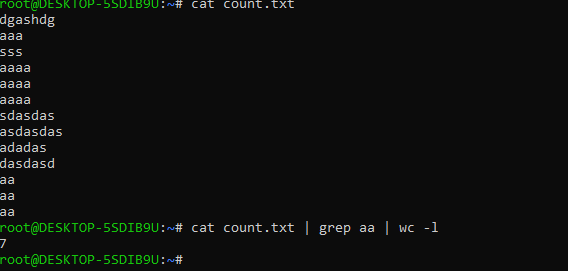 root@DESKTOP-5SDIB9U:~# cat count.txt
dgashdg
aaa
sss
aaaa
aaaa
aaaa
sdasdas
asdasdas
adadas
dasdasd
aa
aa
aa
root@DESKTOP-5SDIB9U:~# cat count.txt | grep aa | wc -l
7
root@DESKTOP-5SDIB9U:~#